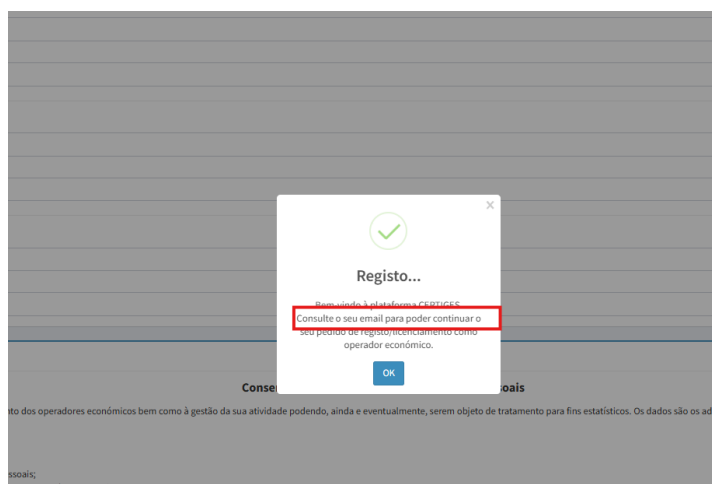 ×
Registo...
Bem-vindo à plataforma CERTIGES.
Consulte o seu email para poder continuar o
seu pedido de registo/licenciamento como
operador económico.
OK
Conse
soais
nto dos operadores económicos bem como à gestão da sua atividade podendo, ainda e eventualmente, serem objeto de tratamento para fins estatísticos. Os dados são os ad
ssoais;